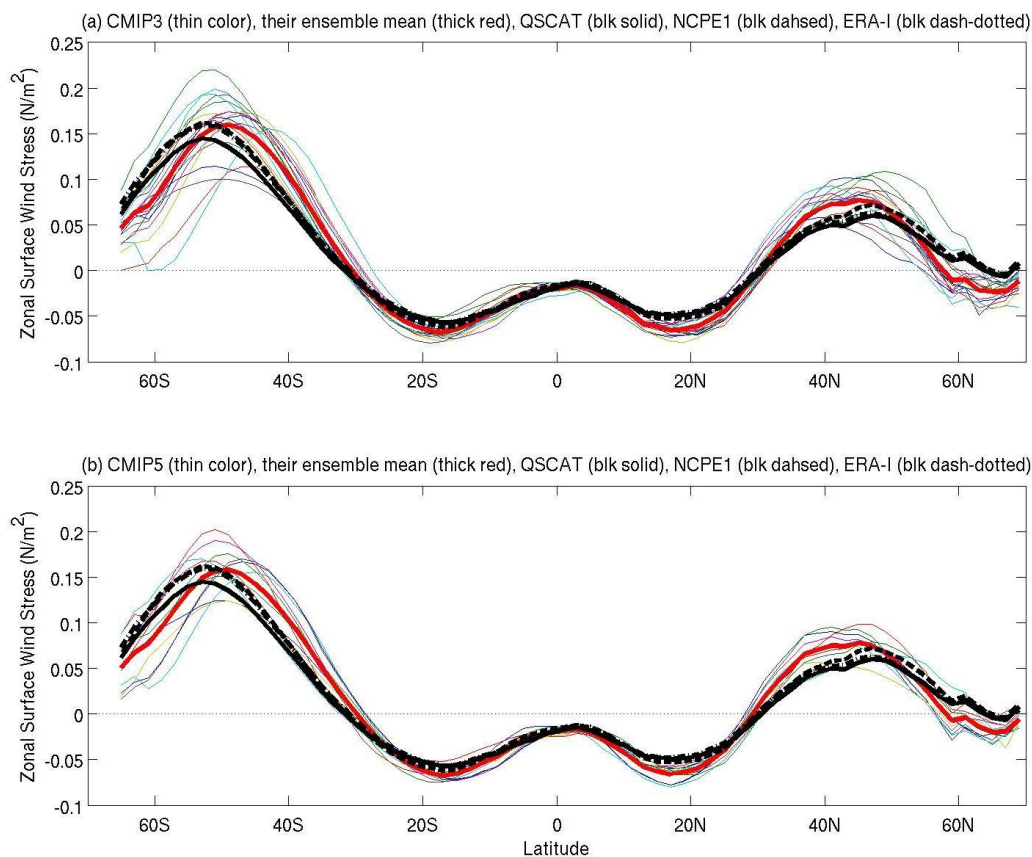 (a) CMIP3 (thin color), their ensemble mean (thick red), QSCAT (blk solid), NCPE1 (blk dahsed), ERA-I (blk dash-dotted)
Zonal Surface Wind Stress (N/m²)
0.25
0.2
0.15
0.1
0.05
0
-0.05
-0.1
60S 40S 20S 0 20N 40N 60N
(b) CMIP5 (thin color), their ensemble mean (thick red), QSCAT (blk solid), NCPE1 (blk dahsed), ERA-I (blk dash-dotted)
Zonal Surface Wind Stress (N/m²)
0.25
0.2
0.15
0.1
0.05
0
-0.05
-0.1
60S 40S 20S 0 20N 40N 60N
Latitude